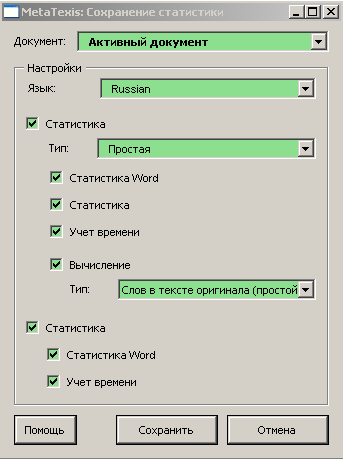 MetaTexis: Сохранение статистики
Документ: Активный документ
Настройки
Язык: Russian
Статистика
Тип: Простая
Статистика Word
Статистика
Учет времени
Вычисление
Тип: Слов в тексте оригинала (простой
Статистика
Статистика Word
Учет времени
Помощь Сохранить Отмена